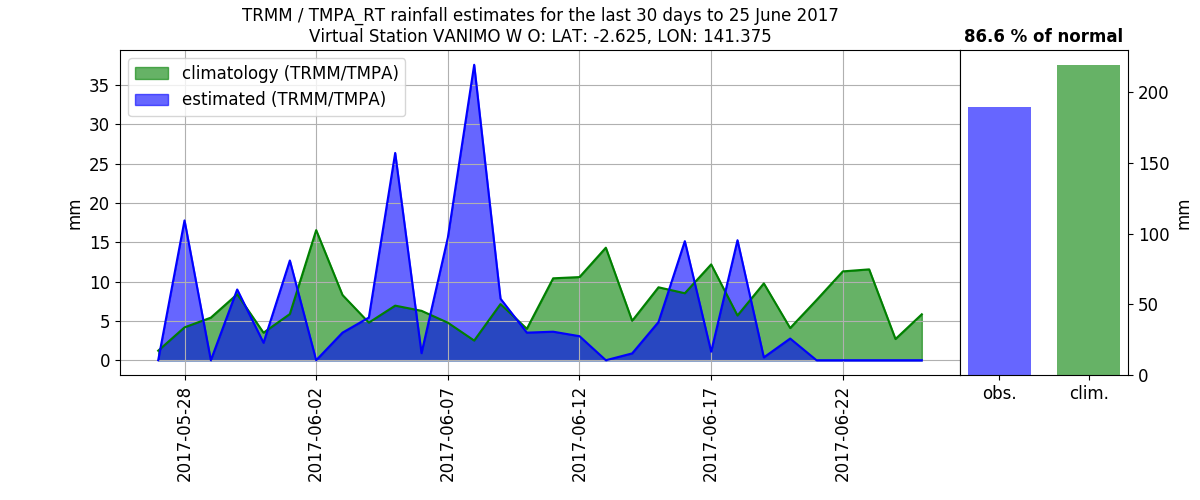 TRMM / TMPA_RT rainfall estimates for the last 30 days to 25 June 2017
Virtual Station VANIMO W O: LAT: -2.625, LON: 141.375
86.6 % of normal
climatology (TRMM/TMPA)
estimated (TRMM/TMPA)
mm
35
30
25
20
15
10
5
0
2017-05-28
2017-06-02
2017-06-07
2017-06-12
2017-06-17
2017-06-22
200
150
100
50
0
mm
obs.
clim.